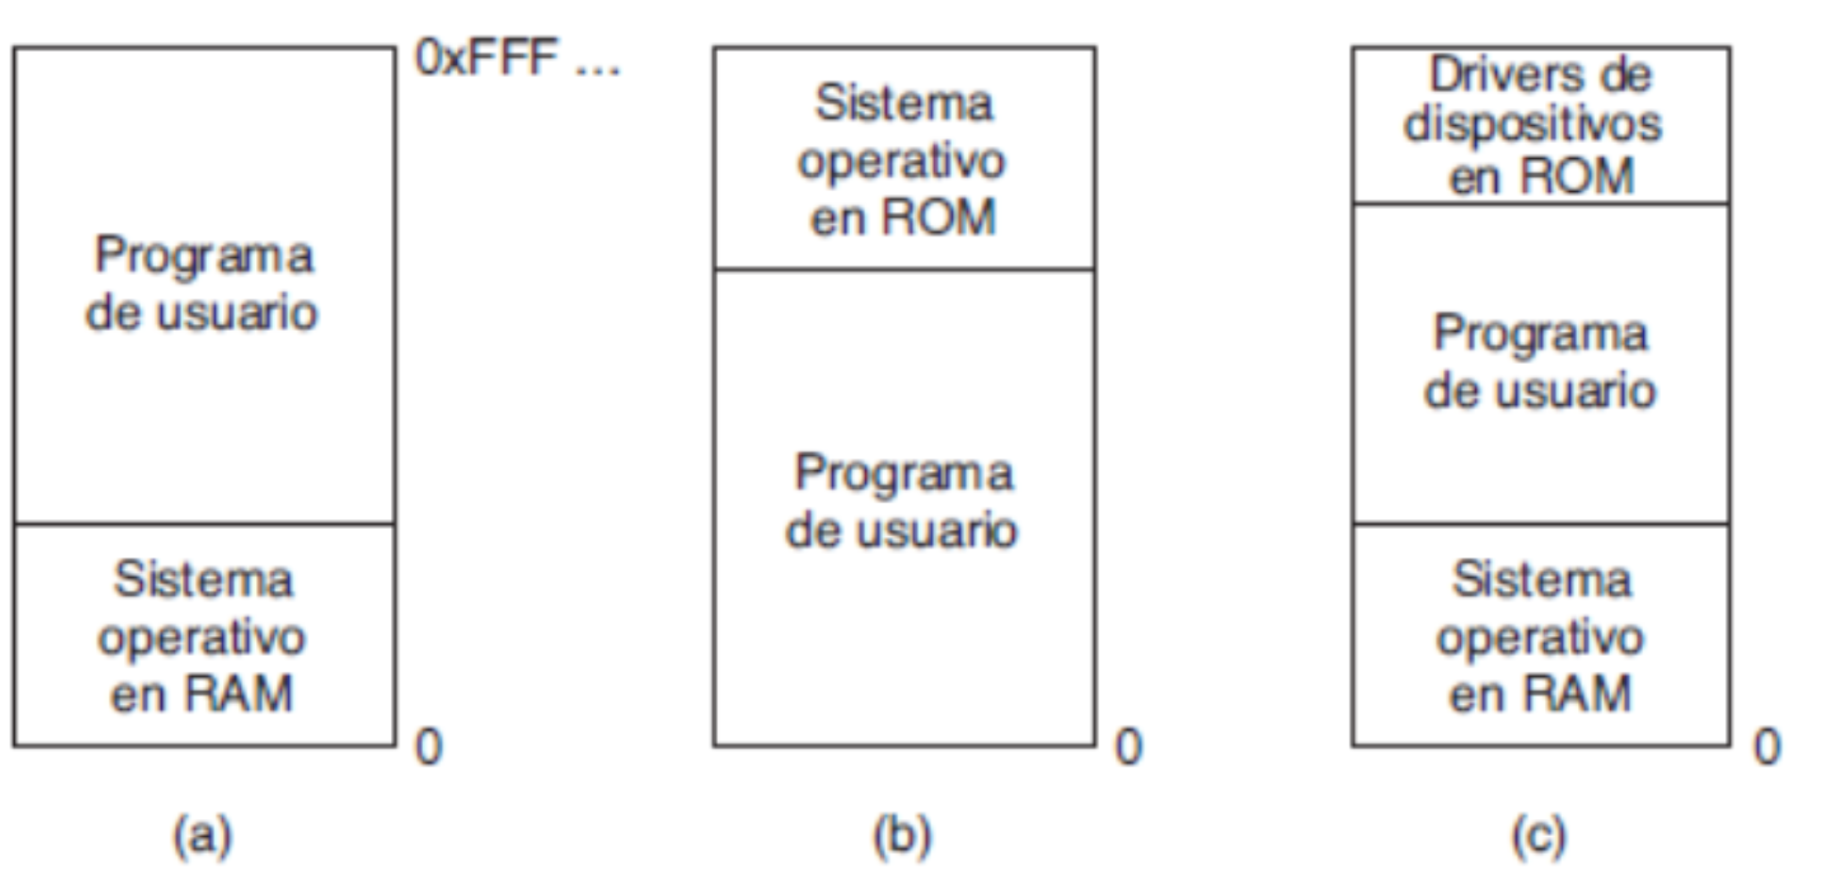 0xFFF ...
Programa
de usuario
Sistema
operativo
en RAM
0
(a)
Sistema
operativo
en ROM
Programa
de usuario
0
(b)
Drivers de
dispositivos
en ROM
Programa
de usuario
Sistema
operativo
en RAM
0
(c)